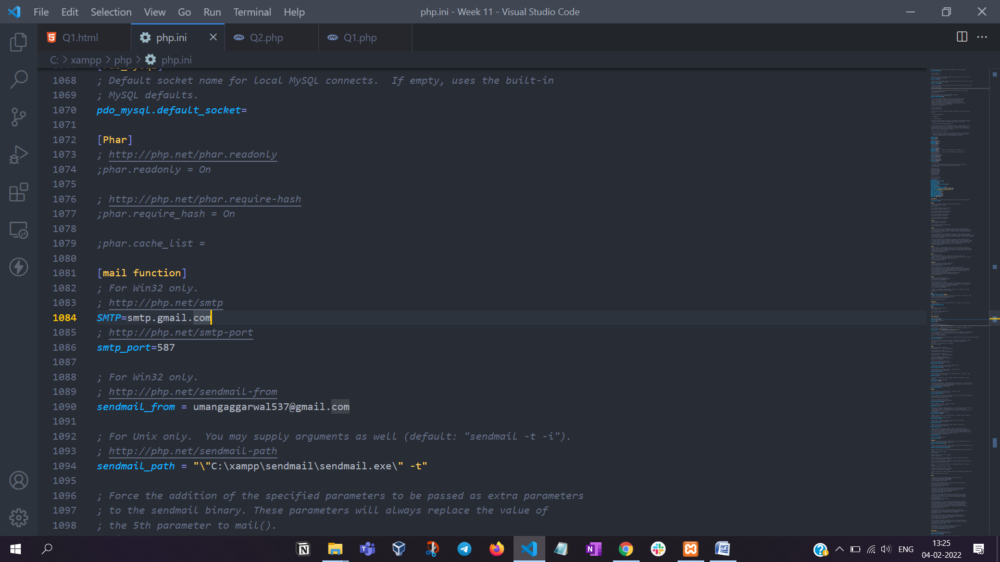 File Edit Selection View Go Run Terminal Help php.ini - Week 11 - Visual Studio Code
Q1.html php.ini Q2.php Q1.php
C: > xampp > php > php.ini
1068 ; Default socket name for local MySQL connects.  If empty, uses the built-in
1069 ; MySQL defaults.
1070 pdo_mysql.default_socket=
1071
1072 [Phar]
1073 ; http://php.net/phar.readonly
1074 ;phar.readonly = On
1075
1076 ; http://php.net/phar.require-hash
1077 ;phar.require_hash = On
1078
1079 ;phar.cache_list =
1080
1081 [mail function]
1082 ; For Win32 only.
1083 ; http://php.net/smtp
1084 SMTP=smtp.gmail.com
1085 ; http://php.net/smtp-port
1086 smtp_port=587
1087
1088 ; For Win32 only.
1089 ; http://php.net/sendmail-from
1090 sendmail_from = umangaggarwal537@gmail.com
1091
1092 ; For Unix only.  You may supply arguments as well (default: "sendmail -t -i").
1093 ; http://php.net/sendmail-path
1094 sendmail_path = "\"C:\xampp\sendmail\sendmail.exe\" -t"
1095
1096 ; Force the addition of the specified parameters to be passed as extra parameters
1097 ; to the sendmail binary. These parameters will always replace the value of
1098 ; the 5th parameter to mail().
ENG
13:25
04-02-2022